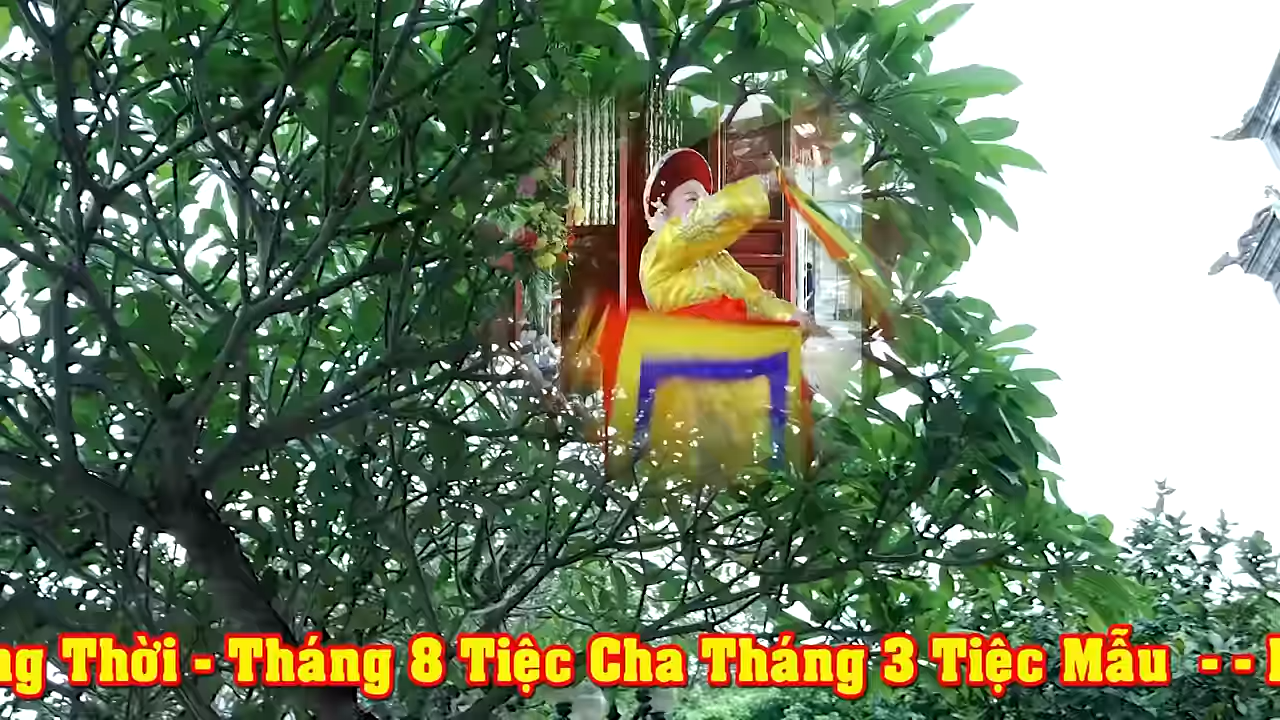 Thời - Tháng 8 Tiệc Cha Tháng 3 Tiệc Mẫu - -